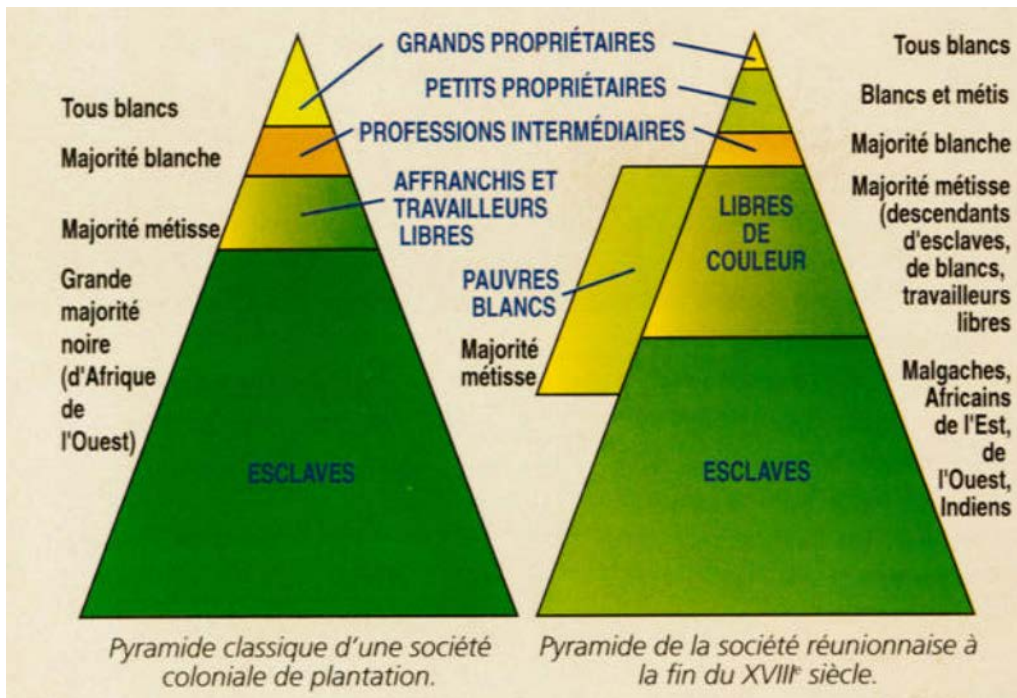 GRANDS PROPRIÉTAIRES
PETITS PROPRIÉTAIRES
PROFESSIONS INTERMÉDIAIRES
AFFRANCHIS ET
TRAVAILLEURS
LIBRES
Tous blancs
Majorité blanche
Majorité métisse
Grande
majorité
noire
(d'Afrique
de
l'Ouest)
ESCLAVES
Pyramide classique d'une société
coloniale de plantation.
Tous blancs
Blancs et métis
Majorité blanche
Majorité métisse
(descendants
d'esclaves,
de blancs,
travailleurs
libres
LIBRES
DE
COULEUR
PAUVRES
BLANCS
Majorité
métisse
Malgaches,
Africains
de l'Est,
de
l'Ouest,
Indiens
ESCLAVES
Pyramide de la société réunionnaise à
la fin du XVIIIe siècle.